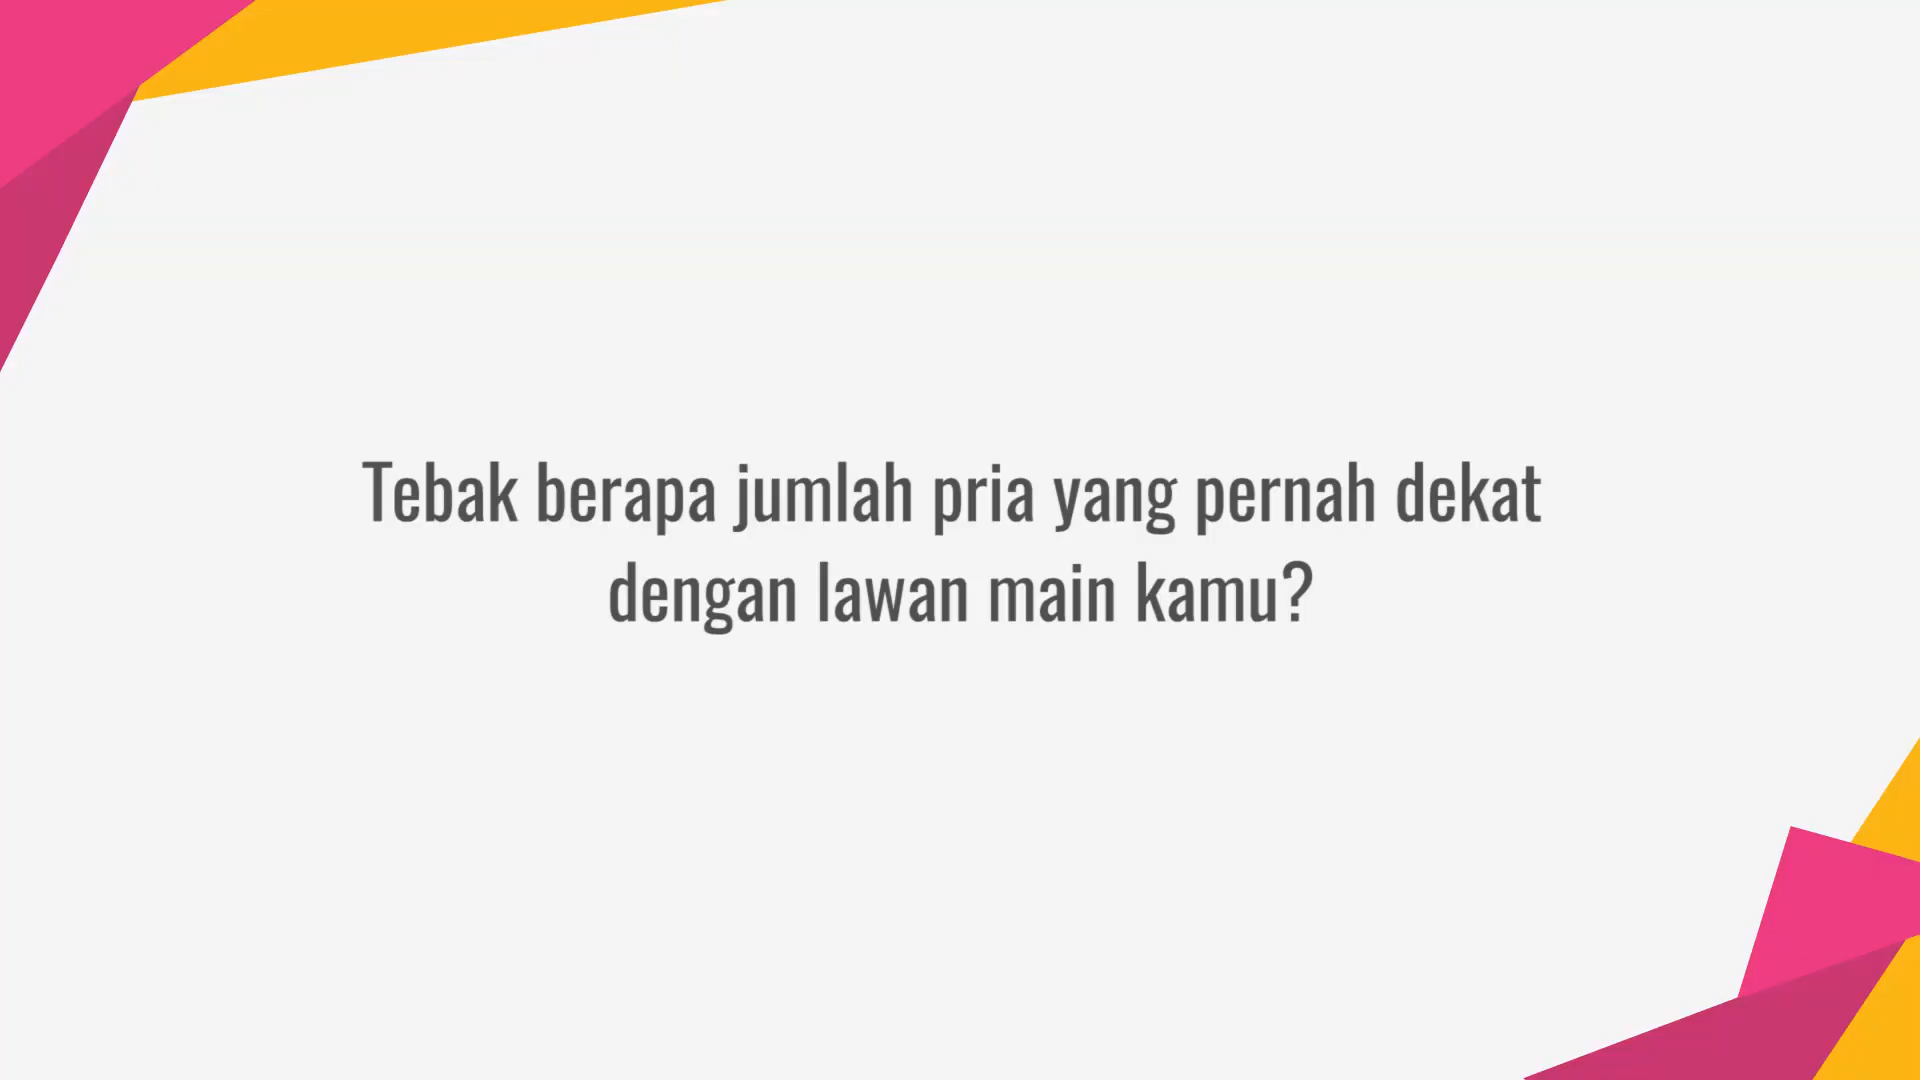 Tebak berapa jumlah pria yang pernah dekat
dengan lawan main kamu?